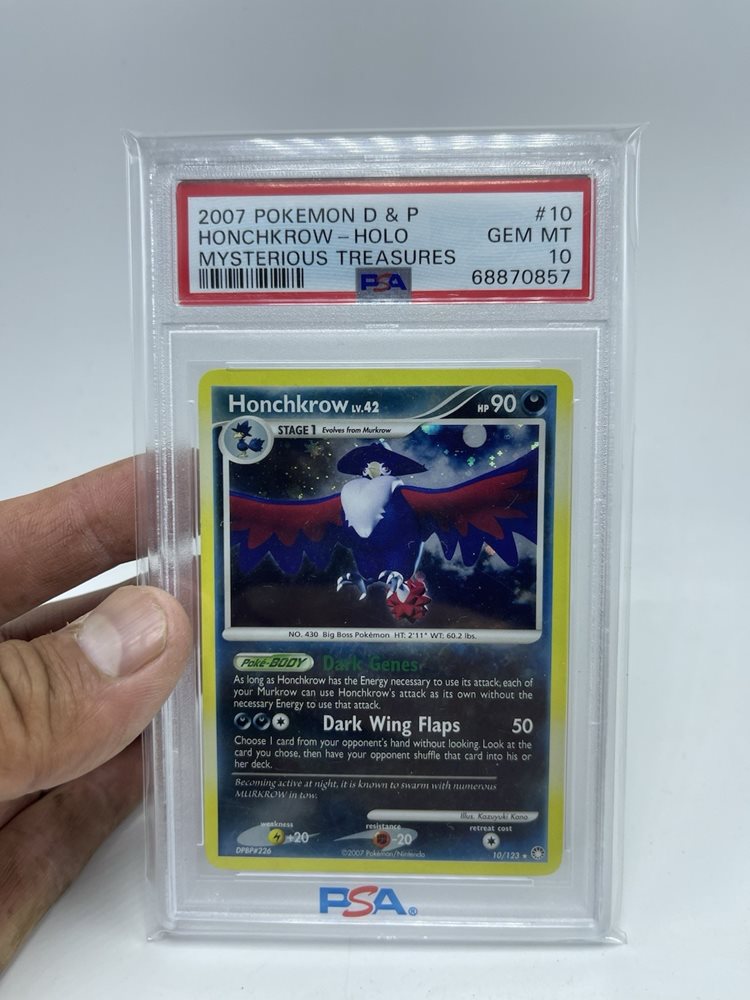 2007 POKEMON D & P #10
HONCHKROW - HOLO GEM MT
MYSTERIOUS TREASURES 10
PSA 68870857
Honchkrow LV.42 HP 90
STAGE 1 Evolves from Murkrow
NO. 430 Big Boss Pokémon HT: 2'11" WT: 60.2 lbs.
Poké-BODY Dark Genes
As long as Honchkrow has the Energy necessary to use its attack, each of
your Murkrow can use Honchkrow's attack as its own without the
necessary Energy to use that attack.
Dark Wing Flaps 50
Choose 1 card from your opponent's hand without looking. Look at the
card you chose, then have your opponent shuffle that card into his or
her deck.
Becoming active at night, it is known to swarm with numerous
MURKROW in tow.
Illus. Kazuyuki Kano
weakness resistance retreat cost
+20 -20
DPBP#226 ©2007 Pokémon/Nintendo 10/123 ★
PSA®